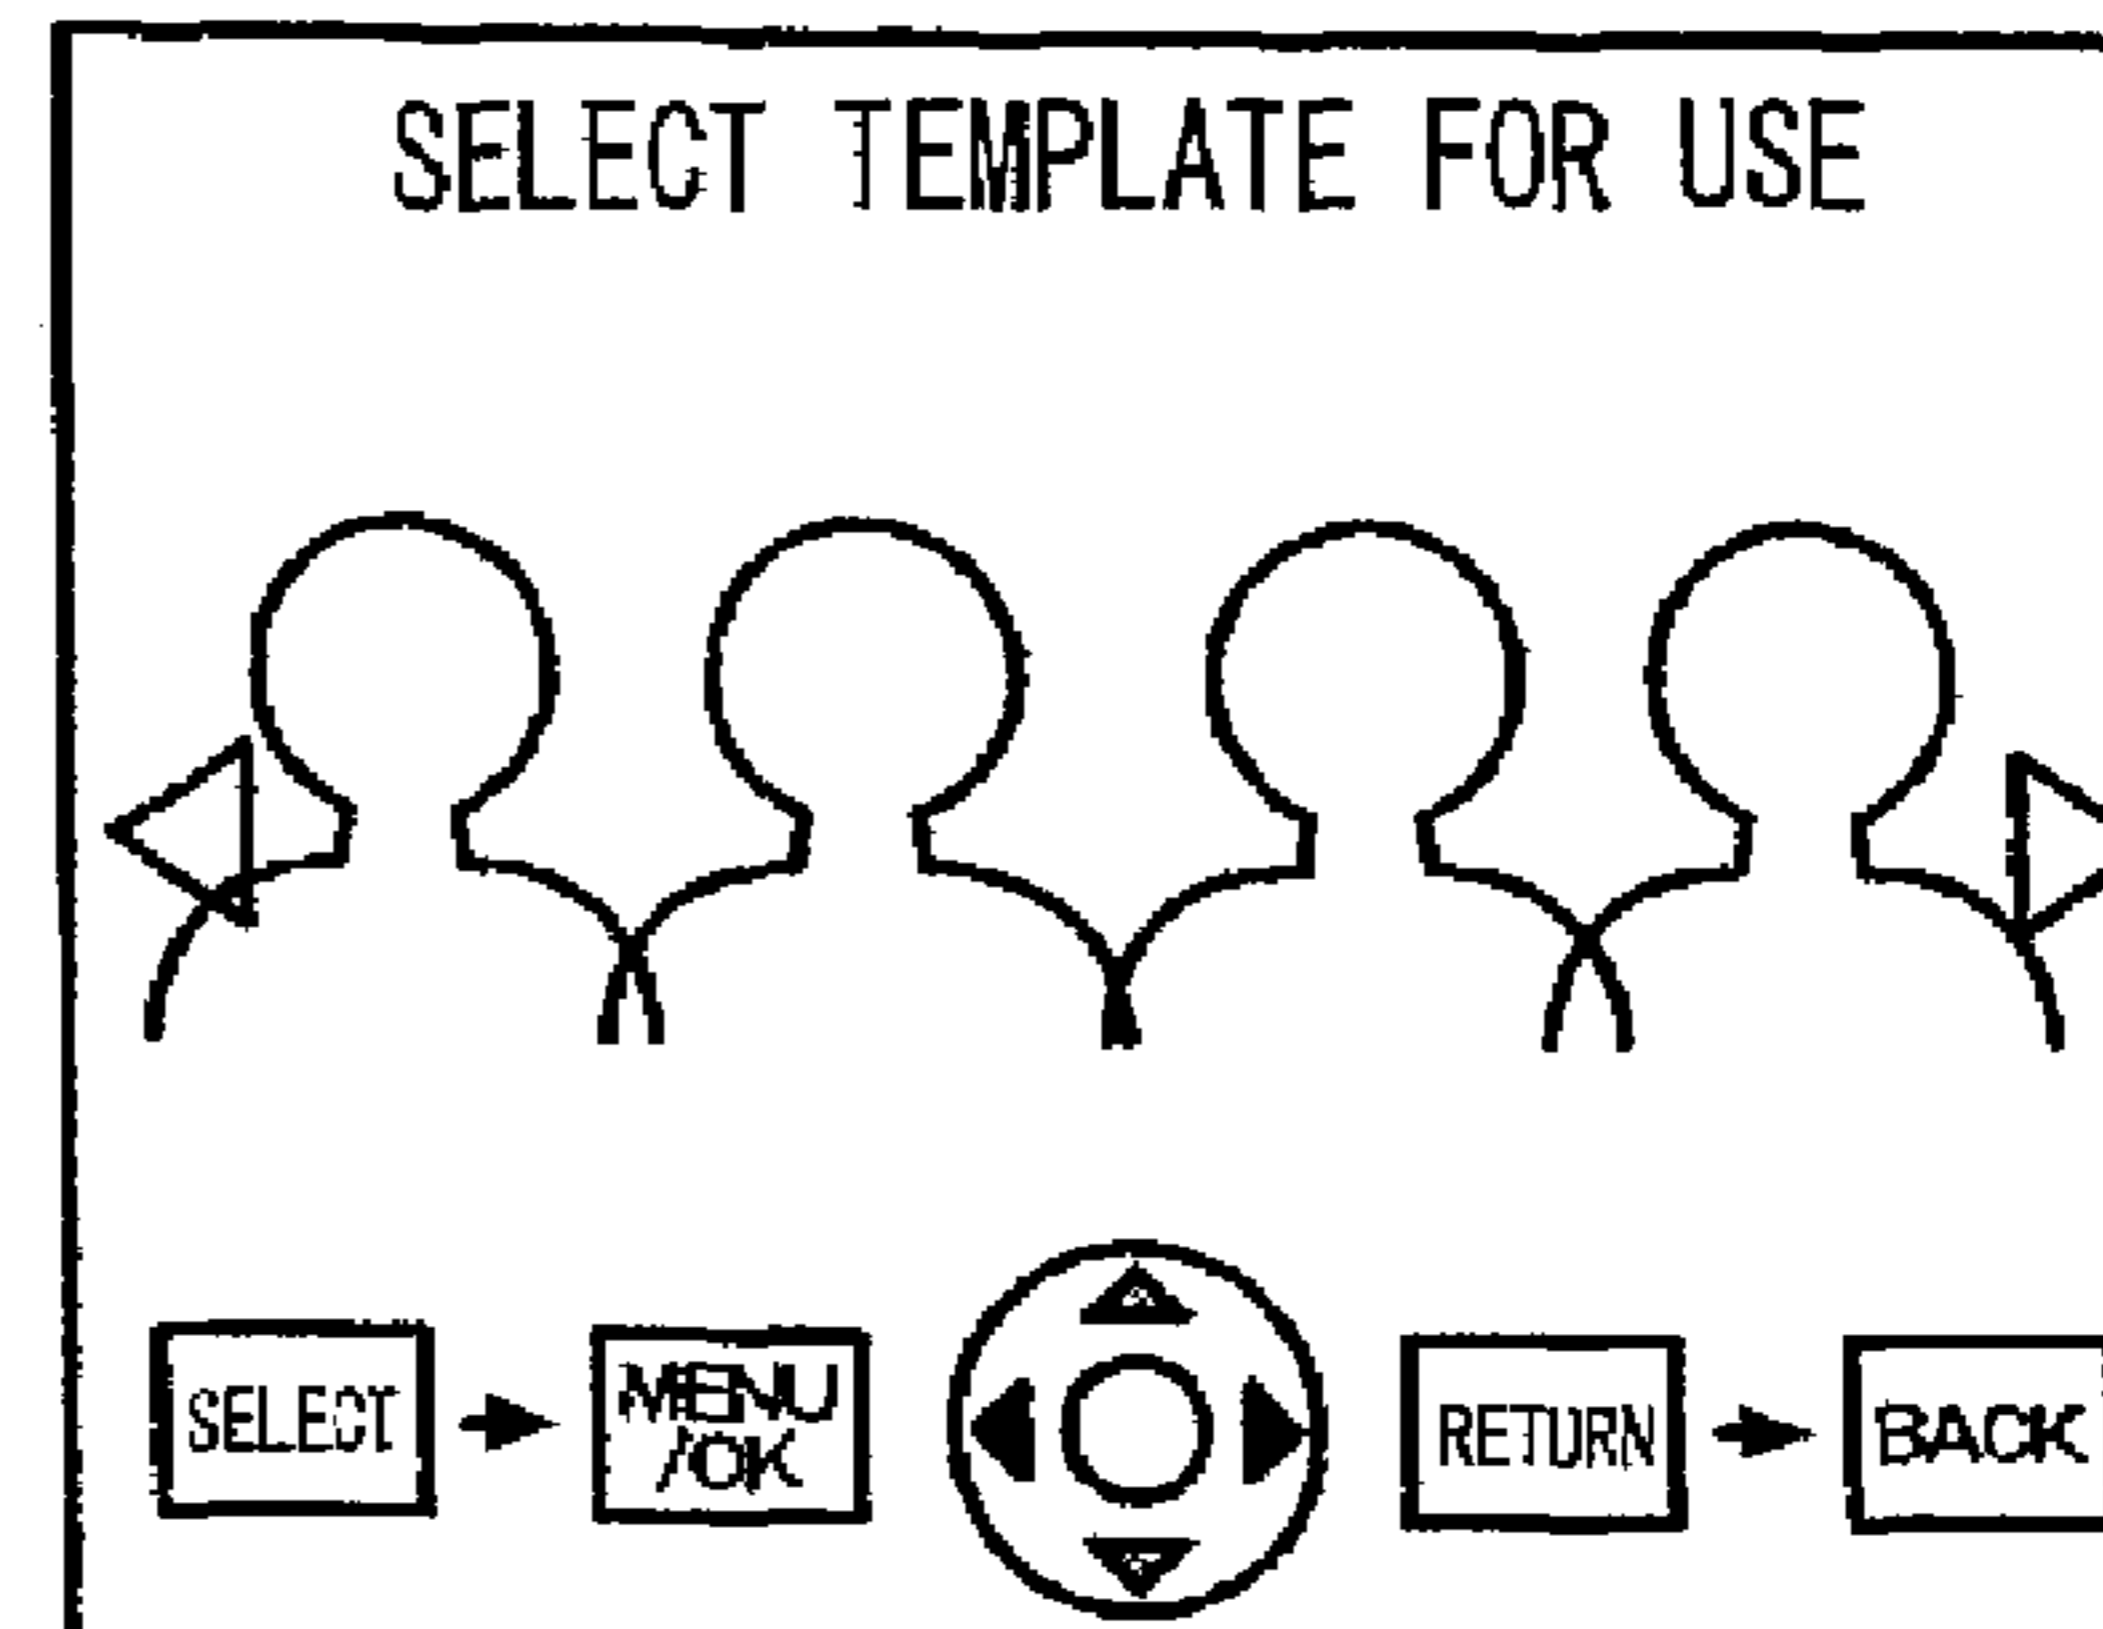 SELECT TEMPLATE FOR USE
SELECT
MENU
/OK
RETURN
BACK